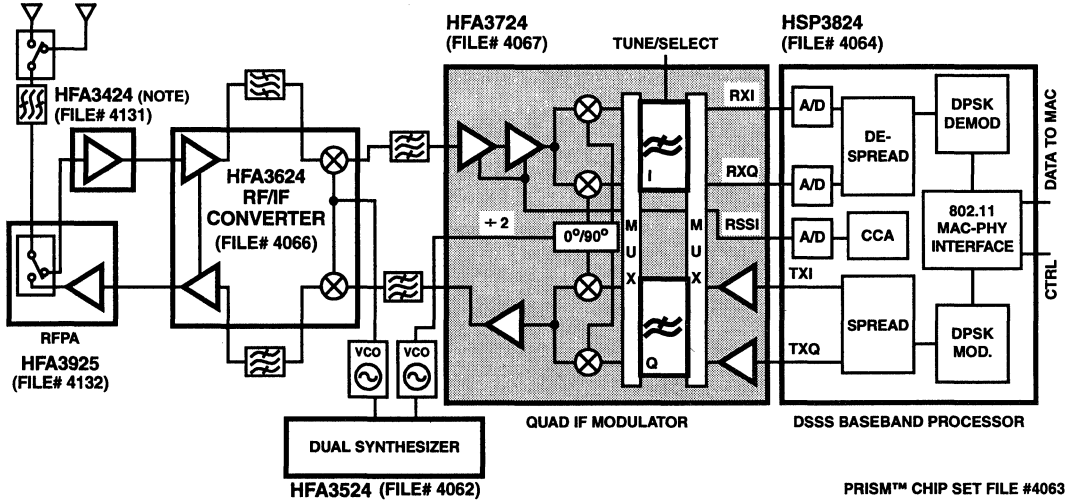 HFA3724
(FILE# 4067)
TUNE/SELECT
HSP3824
(FILE# 4064)
HFA3424 (NOTE)
(FILE# 4131)
HFA3624
RF/IF
CONVERTER
(FILE# 4066)
RFPA
HFA3925
(FILE# 4132)
VCO
VCO
DUAL SYNTHESIZER
HFA3524 (FILE# 4062)
÷ 2
0°/90°
I
Q
MUX
MUX
RXI
RXQ
RSSI
TXI
TXQ
A/D
A/D
A/D
DE-
SPREAD
CCA
SPREAD
DPSK
DEMOD
802.11
MAC-PHY
INTERFACE
DPSK
MOD.
DATA TO MAC
CTRL
QUAD IF MODULATOR
DSSS BASEBAND PROCESSOR
PRISM™ CHIP SET FILE #4063